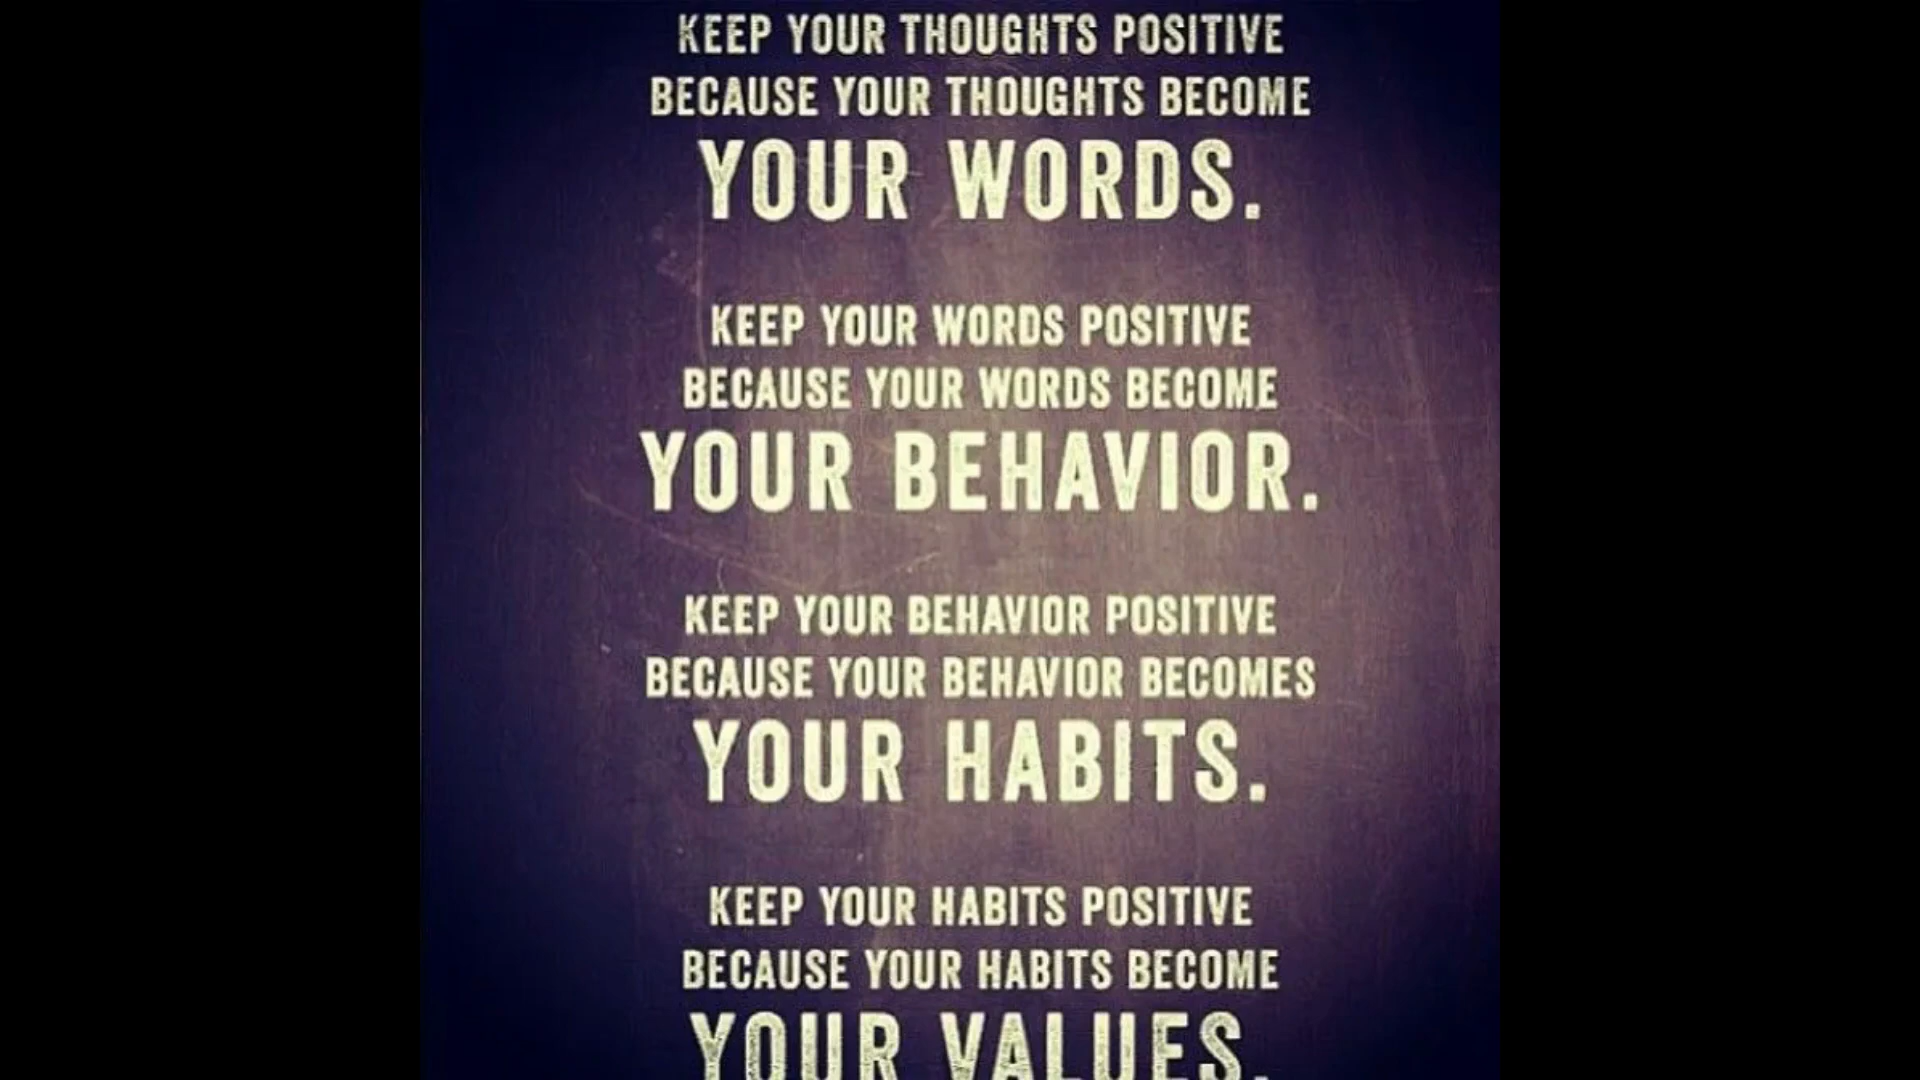 KEEP YOUR THOUGHTS POSITIVE
BECAUSE YOUR THOUGHTS BECOME
YOUR WORDS.
KEEP YOUR WORDS POSITIVE
BECAUSE YOUR WORDS BECOME
YOUR BEHAVIOR.
KEEP YOUR BEHAVIOR POSITIVE
BECAUSE YOUR BEHAVIOR BECOMES
YOUR HABITS.
KEEP YOUR HABITS POSITIVE
BECAUSE YOUR HABITS BECOME
YOUR VALUES.